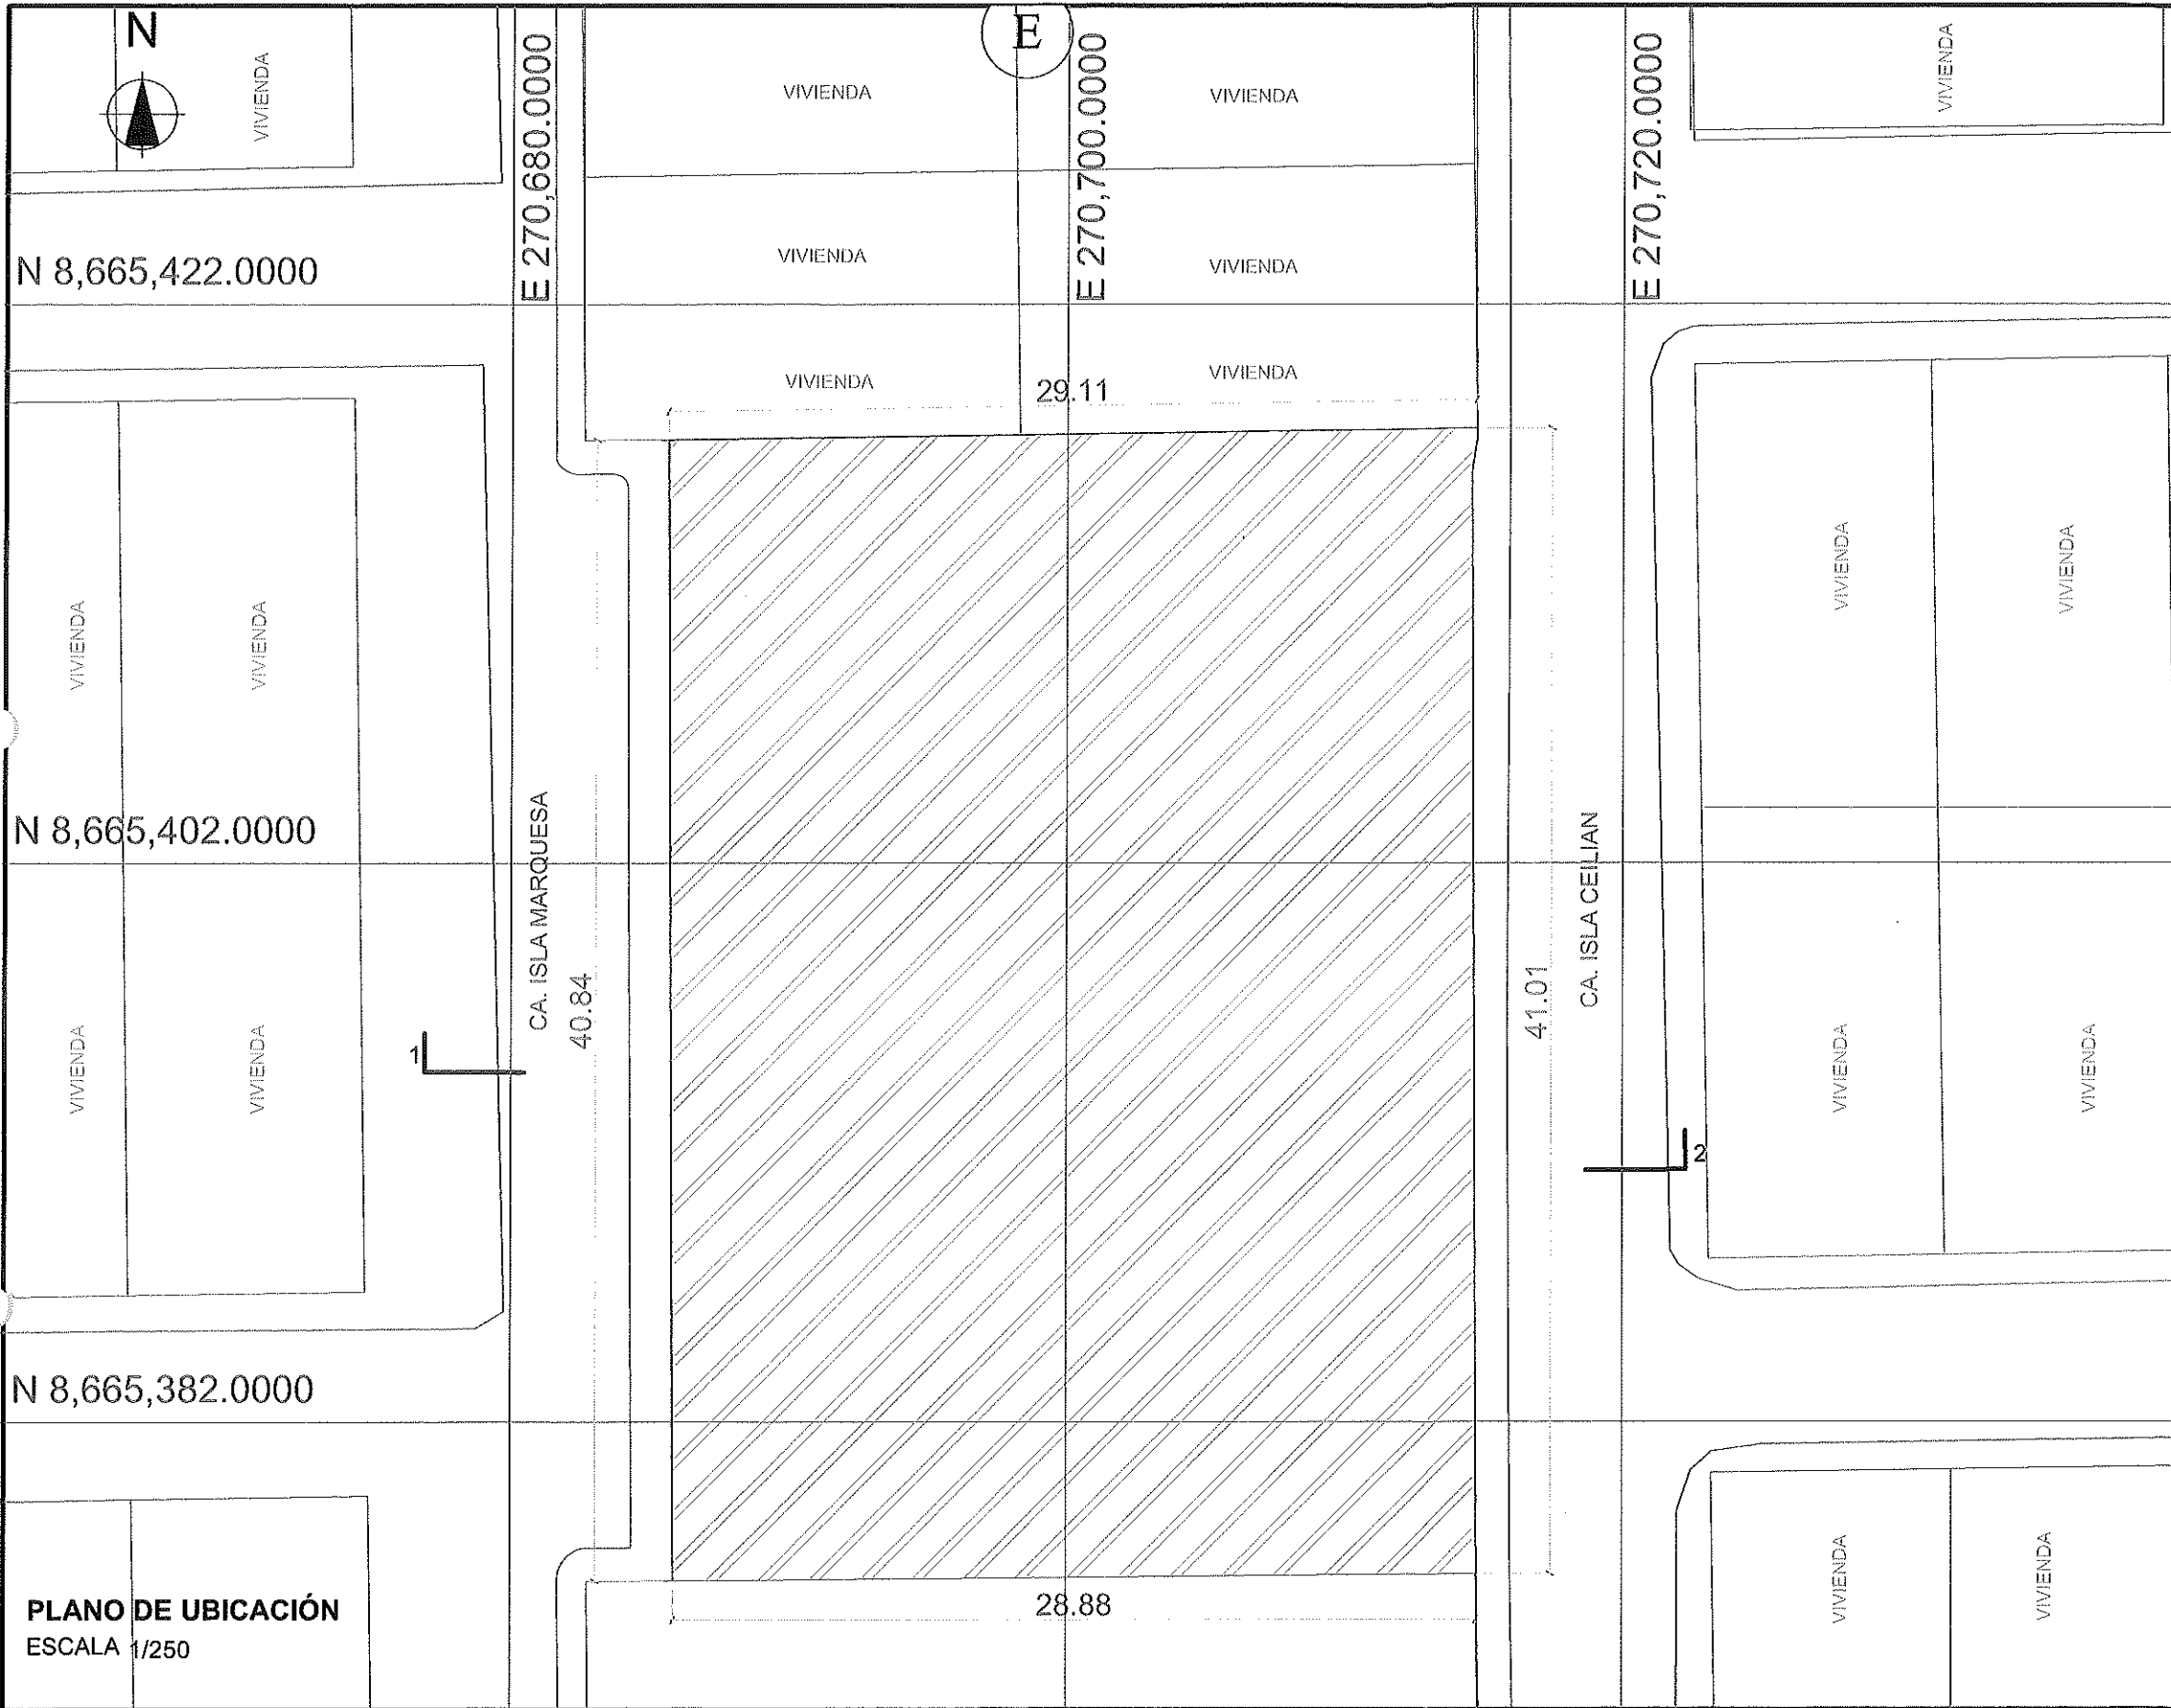 N
E
E 270,680.0000
E 270,700.0000
E 270,720.0000
VIVIENDA
VIVIENDA
VIVIENDA
VIVIENDA
VIVIENDA
VIVIENDA
N 8,665,422.0000
VIVIENDA
VIVIENDA
29.11
VIVIENDA
VIVIENDA
VIVIENDA
VIVIENDA
N 8,665,402.0000
CA. ISLA MARQUESA
40.84
41.01
CA. ISLA CEILIAN
1
VIVIENDA
VIVIENDA
VIVIENDA
VIVIENDA
2
N 8,665,382.0000
VIVIENDA
VIVIENDA
28.88
PLANO DE UBICACIÓN
ESCALA 1/250